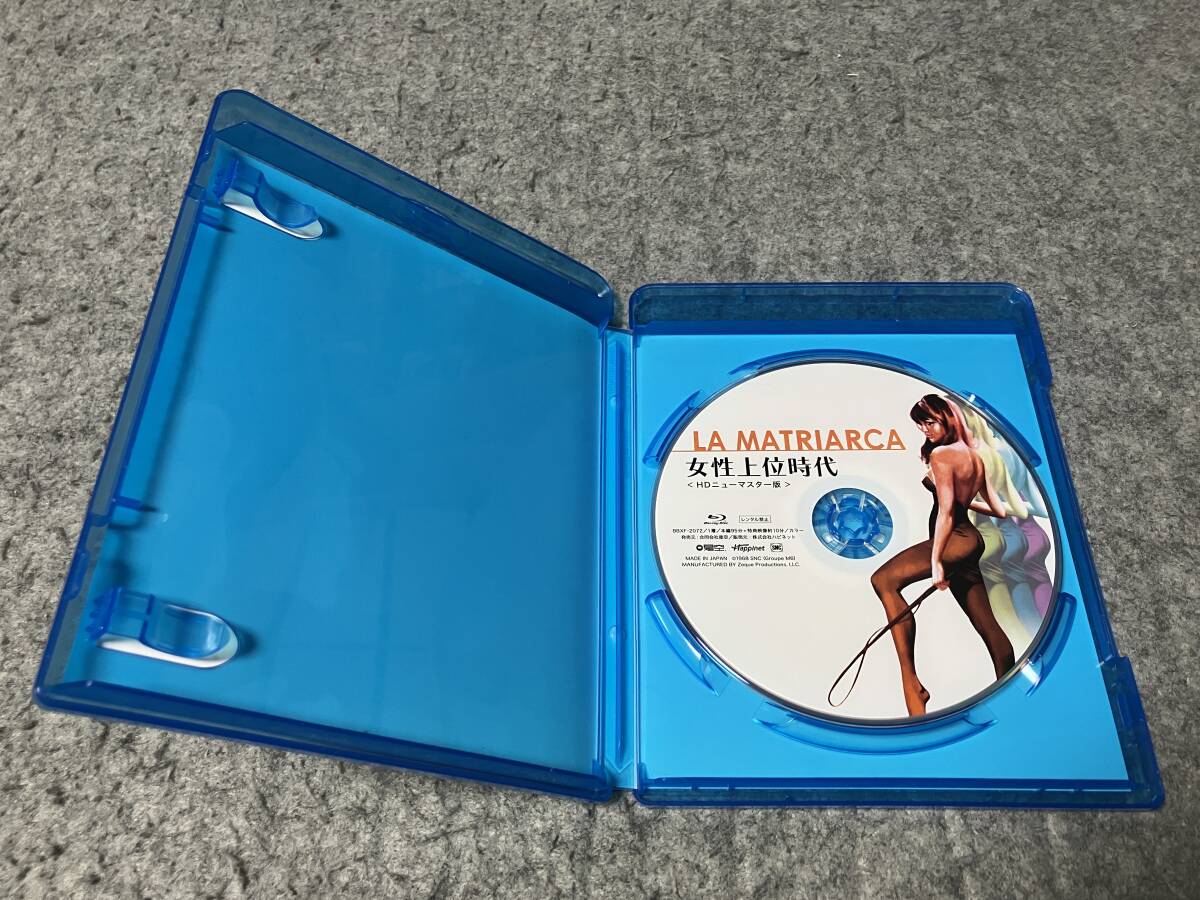 LA MATRIARCA
女性上位時代
< HDニューマスター版 >
Blu-ray Disc レンタル禁止
BBXF-2072/1層/本編95分+特典映像約10分/カラー
発売元:合同会社是空/販売元:株式会社ハピネット
是空 Happinet SNC
MADE IN JAPAN ©1968 SNC (Groupe M6)
MANUFACTURED BY Zoque Productions, LLC.